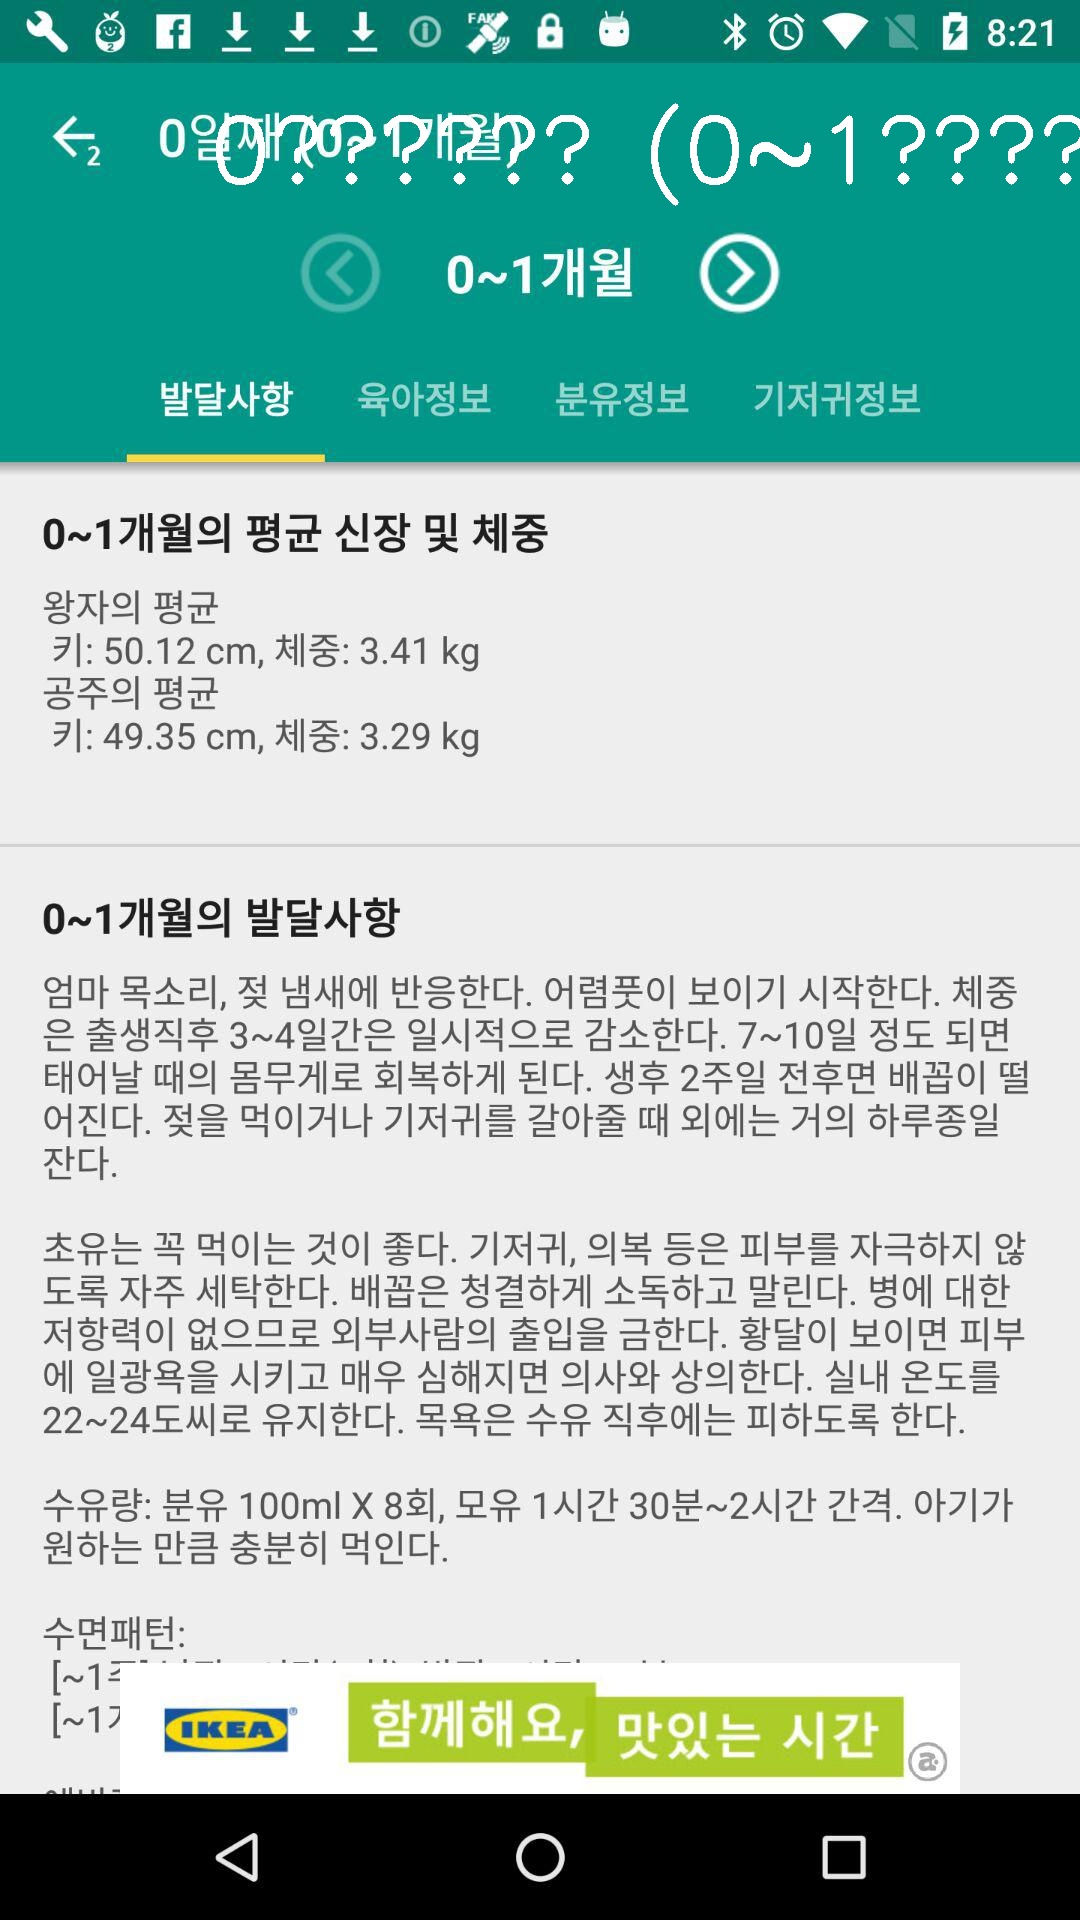 8:21
0일째 (0~1개월)
0?????? (0~1????
0~1개월
발달사항 육아정보 분유정보 기저귀정보
0~1개월의 평균 신장 및 체중
왕자의 평균
키: 50.12 cm, 체중: 3.41 kg
공주의 평균
키: 49.35 cm, 체중: 3.29 kg
0~1개월의 발달사항
엄마 목소리, 젖 냄새에 반응한다. 어렴풋이 보이기 시작한다. 체중
은 출생직후 3~4일간은 일시적으로 감소한다. 7~10일 정도 되면
태어날 때의 몸무게로 회복하게 된다. 생후 2주일 전후면 배꼽이 떨
어진다. 젖을 먹이거나 기저귀를 갈아줄 때 외에는 거의 하루종일
잔다.
초유는 꼭 먹이는 것이 좋다. 기저귀, 의복 등은 피부를 자극하지 않
도록 자주 세탁한다. 배꼽은 청결하게 소독하고 말린다. 병에 대한
저항력이 없으므로 외부사람의 출입을 금한다. 황달이 보이면 피부
에 일광욕을 시키고 매우 심해지면 의사와 상의한다. 실내 온도를
22~24도씨로 유지한다. 목욕은 수유 직후에는 피하도록 한다.
수유량: 분유 100ml X 8회, 모유 1시간 30분~2시간 간격. 아기가
원하는 만큼 충분히 먹인다.
수면패턴:
[~1
[~1
IKEA 함께해요, 맛있는 시간